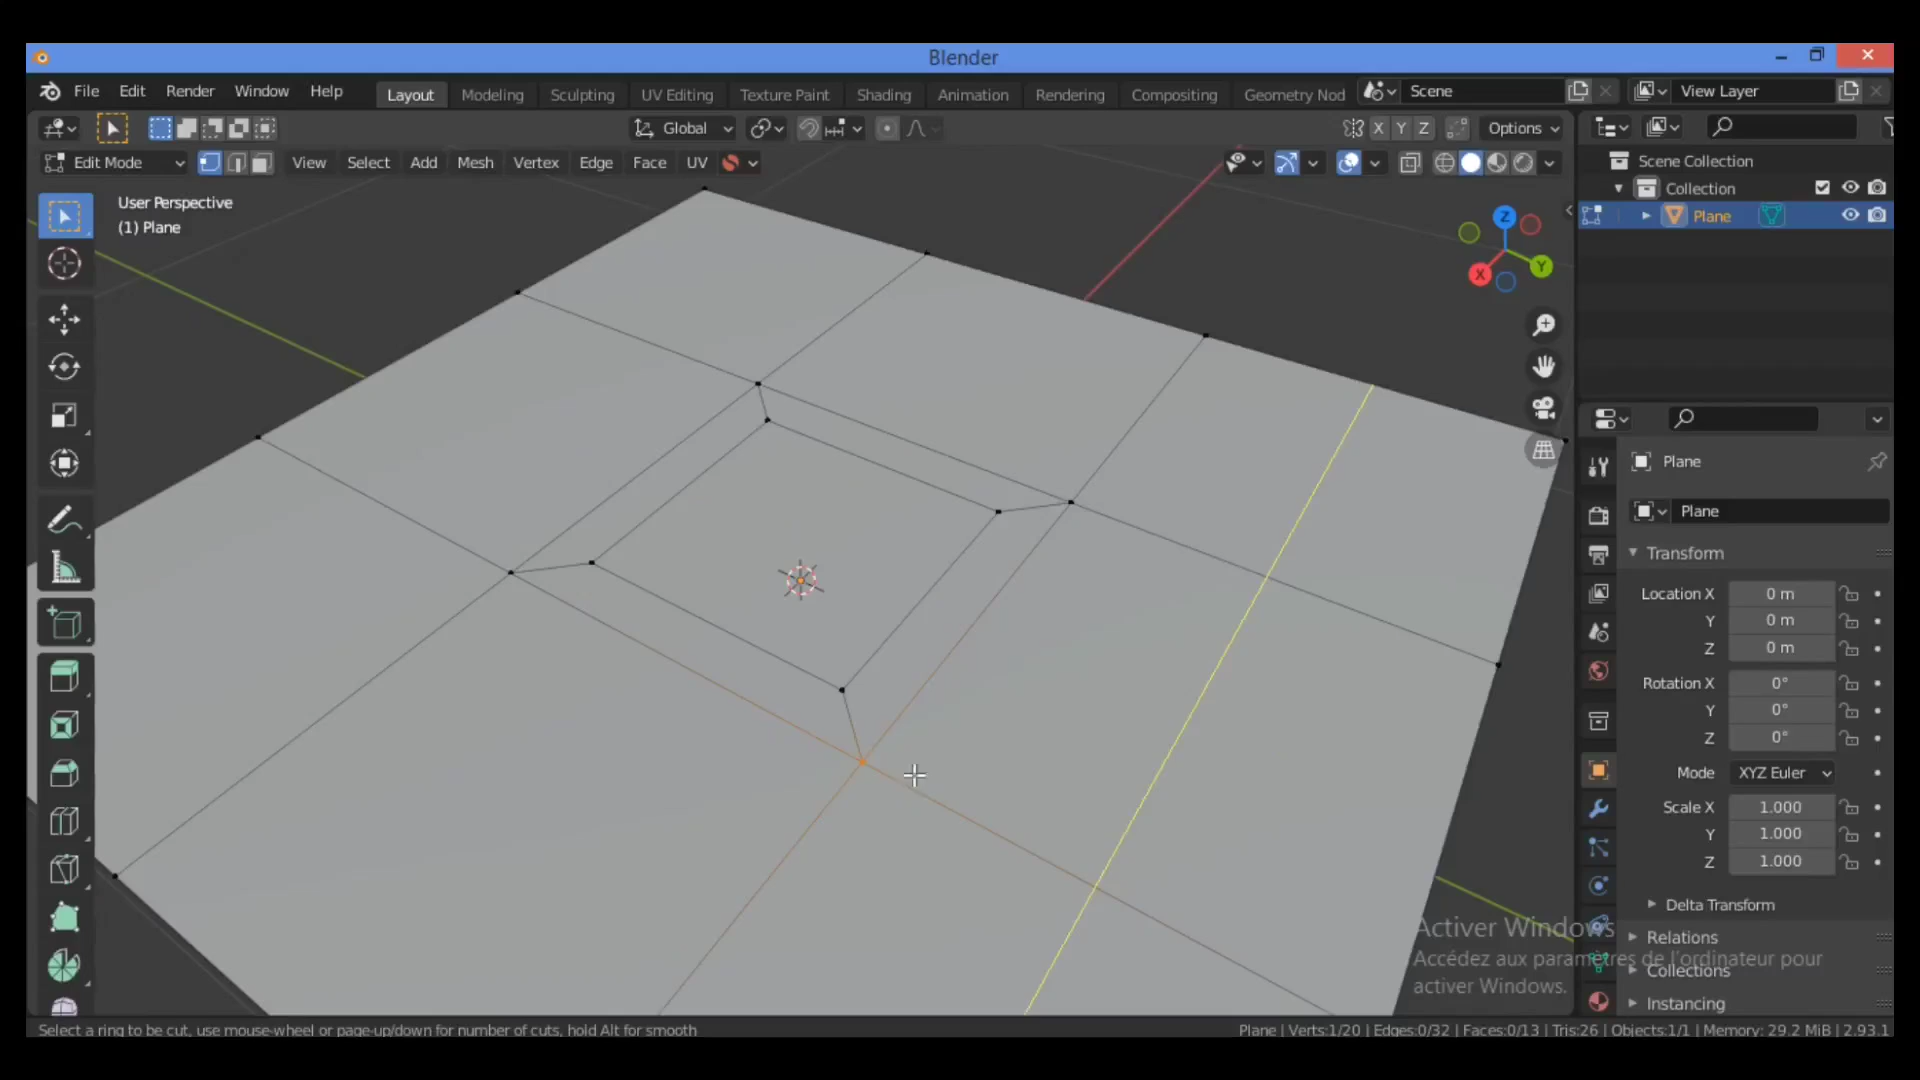 Blender
File Edit Render Window Help Layout Modeling Sculpting UV Editing Texture Paint Shading Animation Rendering Compositing Geometry Nod Scene View Layer
Global X Y Z Options
Edit Mode View Select Add Mesh Vertex Edge Face UV
Scene Collection
Collection
Plane
User Perspective
(1) Plane
Z
Y
X
Plane
Plane
Transform
Location X 0 m
Y 0 m
Z 0 m
Rotation X 0°
Y 0°
Z 0°
Mode XYZ Euler
Scale X 1.000
Y 1.000
Z 1.000
Delta Transform
Relations
Collections
Instancing
Activer Windows
Accédez aux paramètres de l'ordinateur pour
activer Windows.
Select a ring to be cut, use mouse-wheel or page-up/down for number of cuts, hold Alt for smooth
Plane | Verts:1/20 | Edges:0/32 | Faces:0/13 | Tris:26 | Objects:1/1 | Memory: 29.2 MiB | 2.93.1